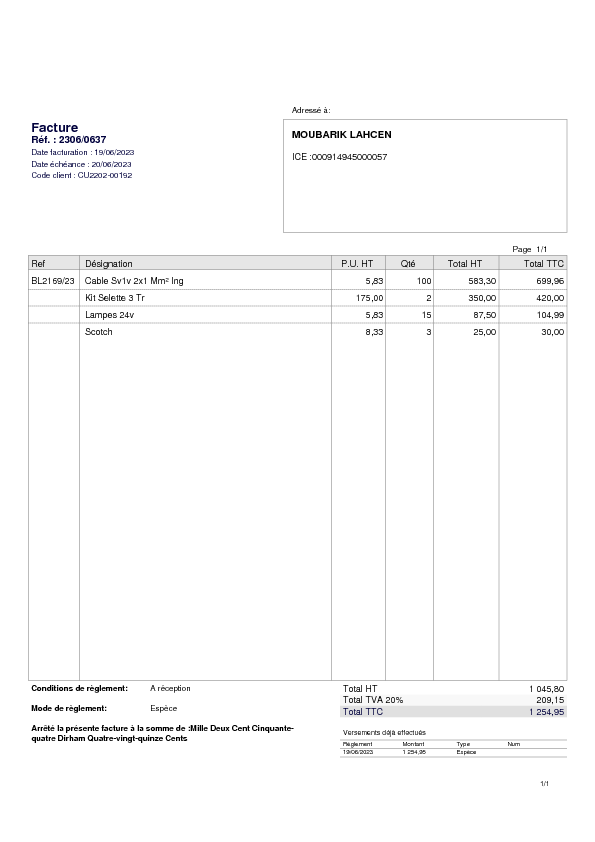 Adressé à:
Facture
Réf. : 2306/0637
Date facturation : 19/06/2023
Date échéance : 20/06/2023
Code client : CU2202-00192
MOUBARIK LAHCEN
ICE :000914945000057
Page 1/1
Ref Désignation P.U. HT Qté Total HT Total TTC
BL2169/23 Cable Sv1v 2x1 Mm² Ing 5,83 100 583,30 699,96
Kit Selette 3 Tr 175,00 2 350,00 420,00
Lampes 24v 5,83 15 87,50 104,99
Scotch 8,33 3 25,00 30,00
Conditions de règlement: A réception
Total HT 1 045,80
Total TVA 20% 209,15
Mode de règlement: Espèce
Total TTC 1 254,95
Arrêté la présente facture à la somme de :Mille Deux Cent Cinquante-
quatre Dirham Quatre-vingt-quinze Cents
Versements déjà effectués
Règlement Montant Type Num
19/06/2023 1 254,95 Espèce
1/1